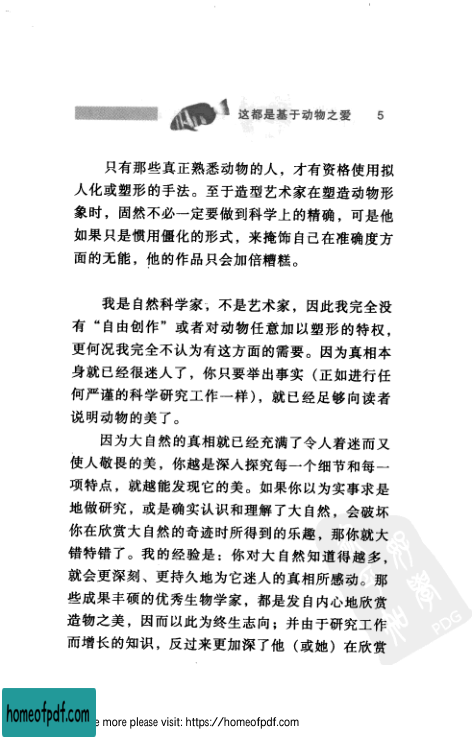 这都是基于动物之爱 5
只有那些真正熟悉动物的人，才有资格使用拟
人化或塑形的手法。至于造型艺术家在塑造动物形
象时，固然不必一定要做到科学上的精确，可是他
如果只是惯用僵化的形式，来掩饰自己在准确度方
面的无能，他的作品只会加倍糟糕。
我是自然科学家，不是艺术家，因此我完全没
有“自由创作”或者对动物任意加以塑形的特权，
更何况我完全不认为有这方面的需要。因为真相本
身就已经很迷人了，你只要举出事实（正如进行任
何严谨的科学研究工作一样），就已经足够向读者
说明动物的美了。
因为大自然的真相就已经充满了令人着迷而又
使人敬畏的美，你越是深入探究每一个细节和每一
项特点，就越能发现它的美。如果你以为实事求是
地做研究，或是确实认识和理解了大自然，会破坏
你在欣赏大自然的奇迹时所得到的乐趣，那你就大
错特错了。我的经验是：你对大自然知道得越多，
就会更深刻、更持久地为它迷人的真相所感动。那
些成果丰硕的优秀生物学家，都是发自内心地欣赏
造物之美，因而以此为终生志向；并由于研究工作
而增长的知识，反过来更加深了他（或她）在欣赏
PDG
homeofpdf.com
e more please visit: https://homeofpdf.com